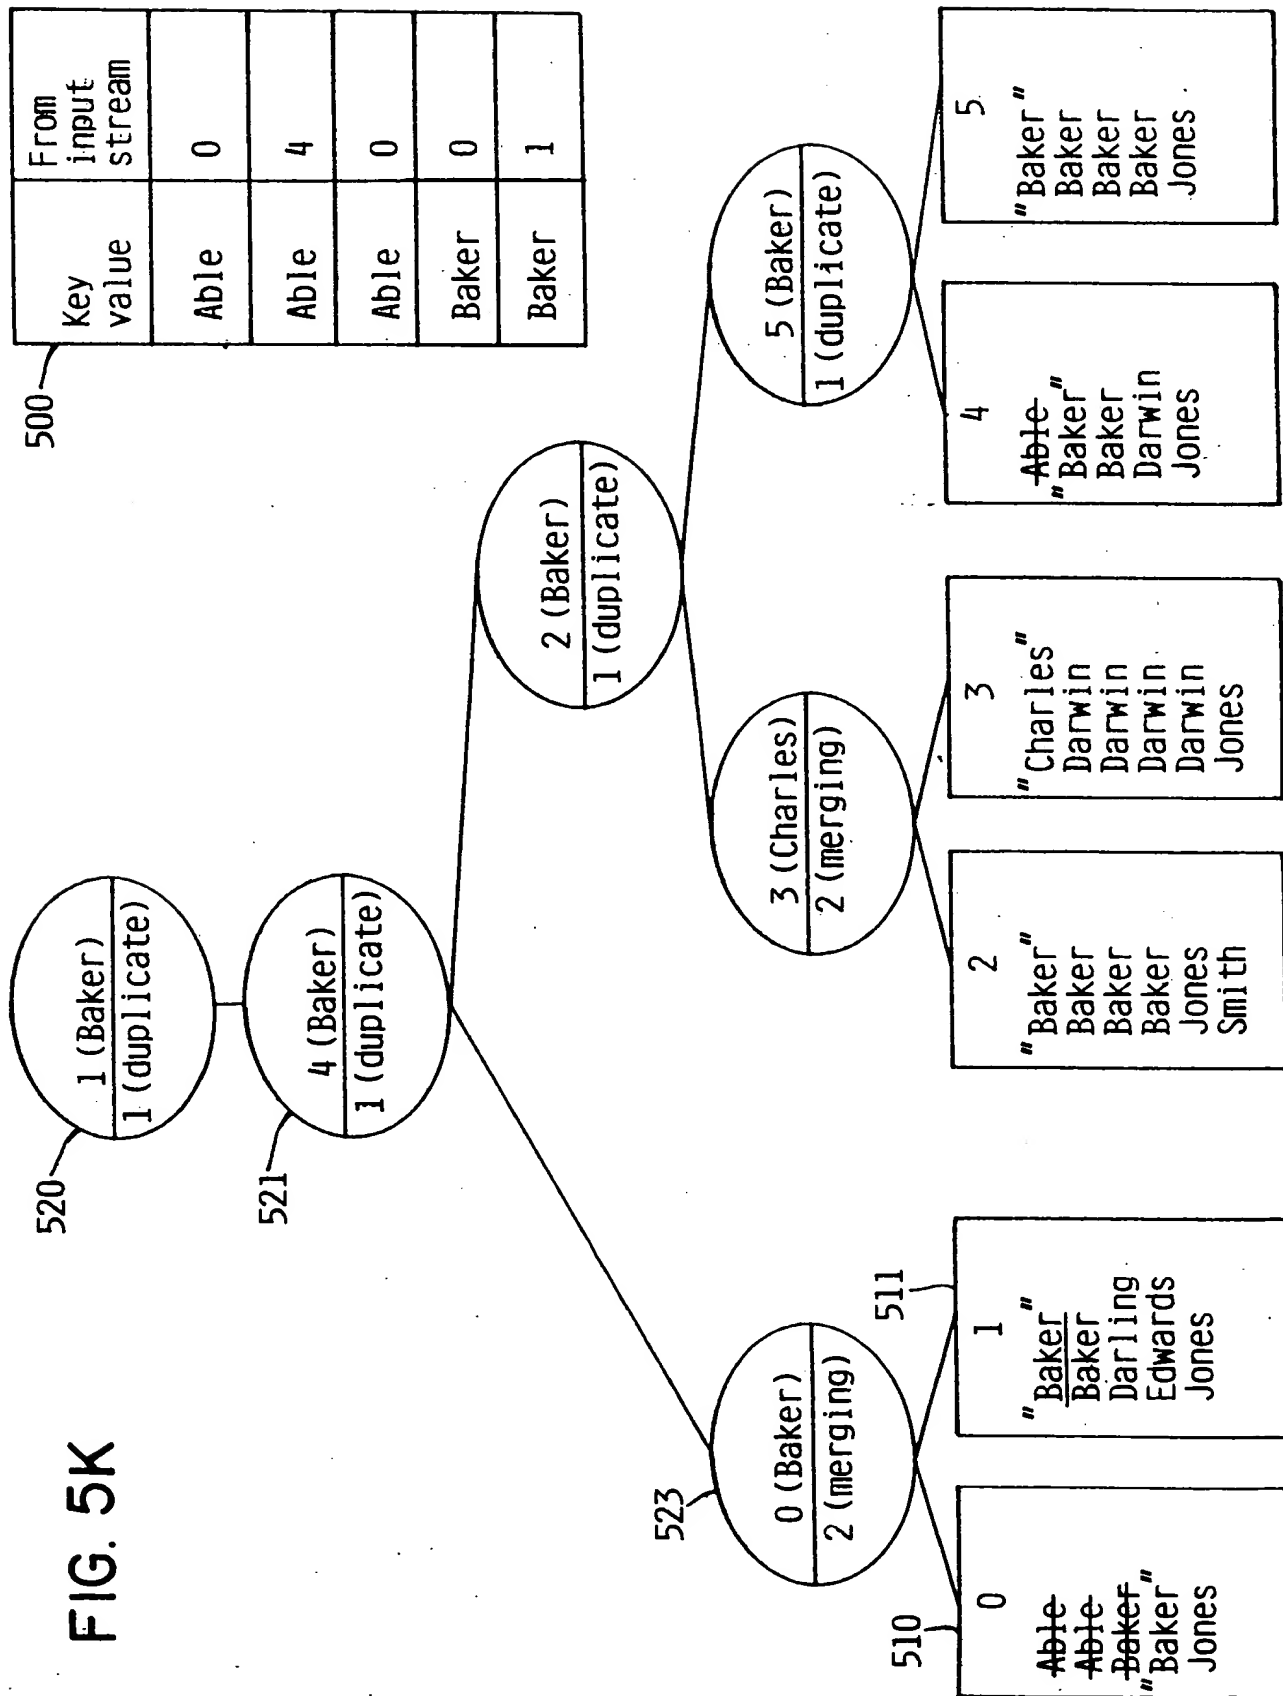 FIG. 5K
500
Key value
From input stream
Able 0
Able 4
Able 0
Baker 0
Baker 1
520
1 (Baker)
1 (duplicate)
521
4 (Baker)
1 (duplicate)
2 (Baker)
1 (duplicate)
523
0 (Baker)
2 (merging)
3 (Charles)
2 (merging)
5 (Baker)
1 (duplicate)
510
0
Able
Able
Baker
"Baker"
Jones
511
1
"Baker"
Baker
Darling
Edwards
Jones
2
"Baker"
Baker
Baker
Baker
Jones
Smith
3
"Charles"
Darwin
Darwin
Darwin
Darwin
Jones
4
Able
"Baker"
Baker
Darwin
Jones
5
"Baker"
Baker
Baker
Baker
Jones